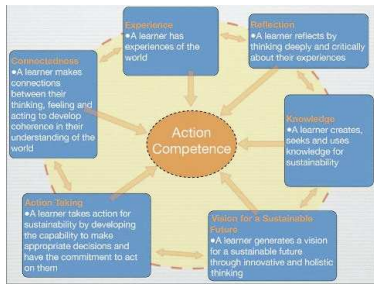 Experience
•A learner has
experiences of the
world
Reflection
•A learner reflects by
thinking deeply and critically
about their experiences
Connectedness
•A learner makes
connections
between their
thinking, feeling and
acting to develop
coherence in their
understanding of the
world
Action
Competence
Knowledge
•A learner creates,
seeks and uses
knowledge for
sustainability
Action Taking
•A learner takes action for
sustainability by developing
the capability to make
appropriate decisions and
have the commitment to act
on them
Vision for a Sustainable
Future
•A learner generates a vision
for a sustainable future
through innovative and holistic
thinking